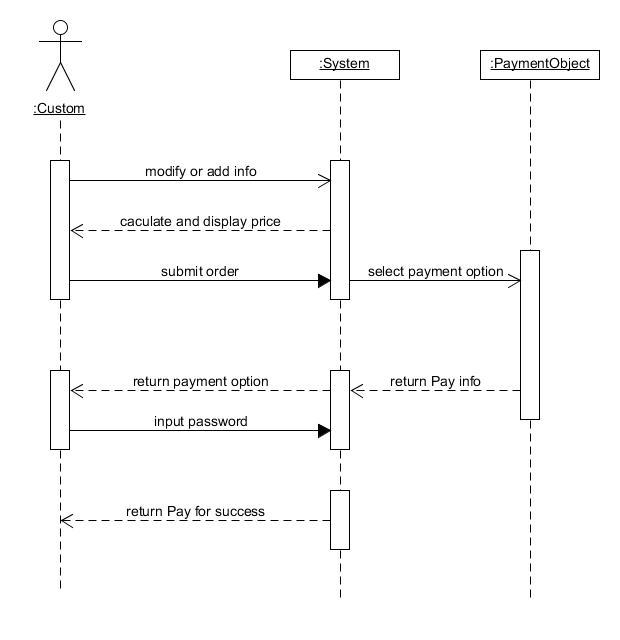 :System
:PaymentObject
:Custom
modify or add info
caculate and display price
submit order
select payment option
return payment option
return Pay info
input password
return Pay for success